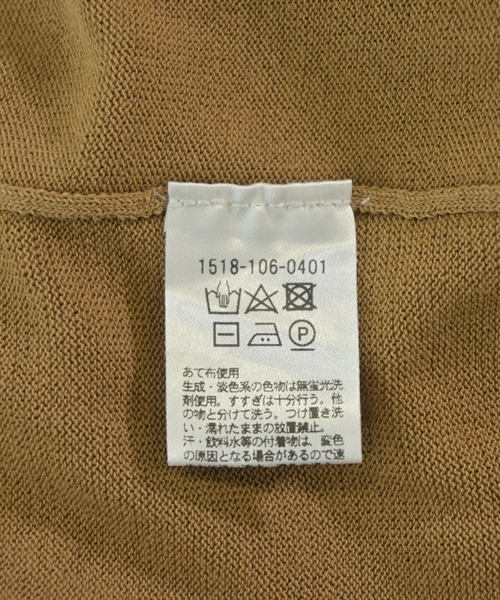 1518-106-0401
P
あて布使用
生成・淡色系の色物は無蛍光洗
剤使用。すすぎは十分行う。他
の物と分けて洗う。つけ置き洗
い・濡れたままの放置禁止。
汗・飲料水等の付着物は、変色
の原因となる場合があるので速